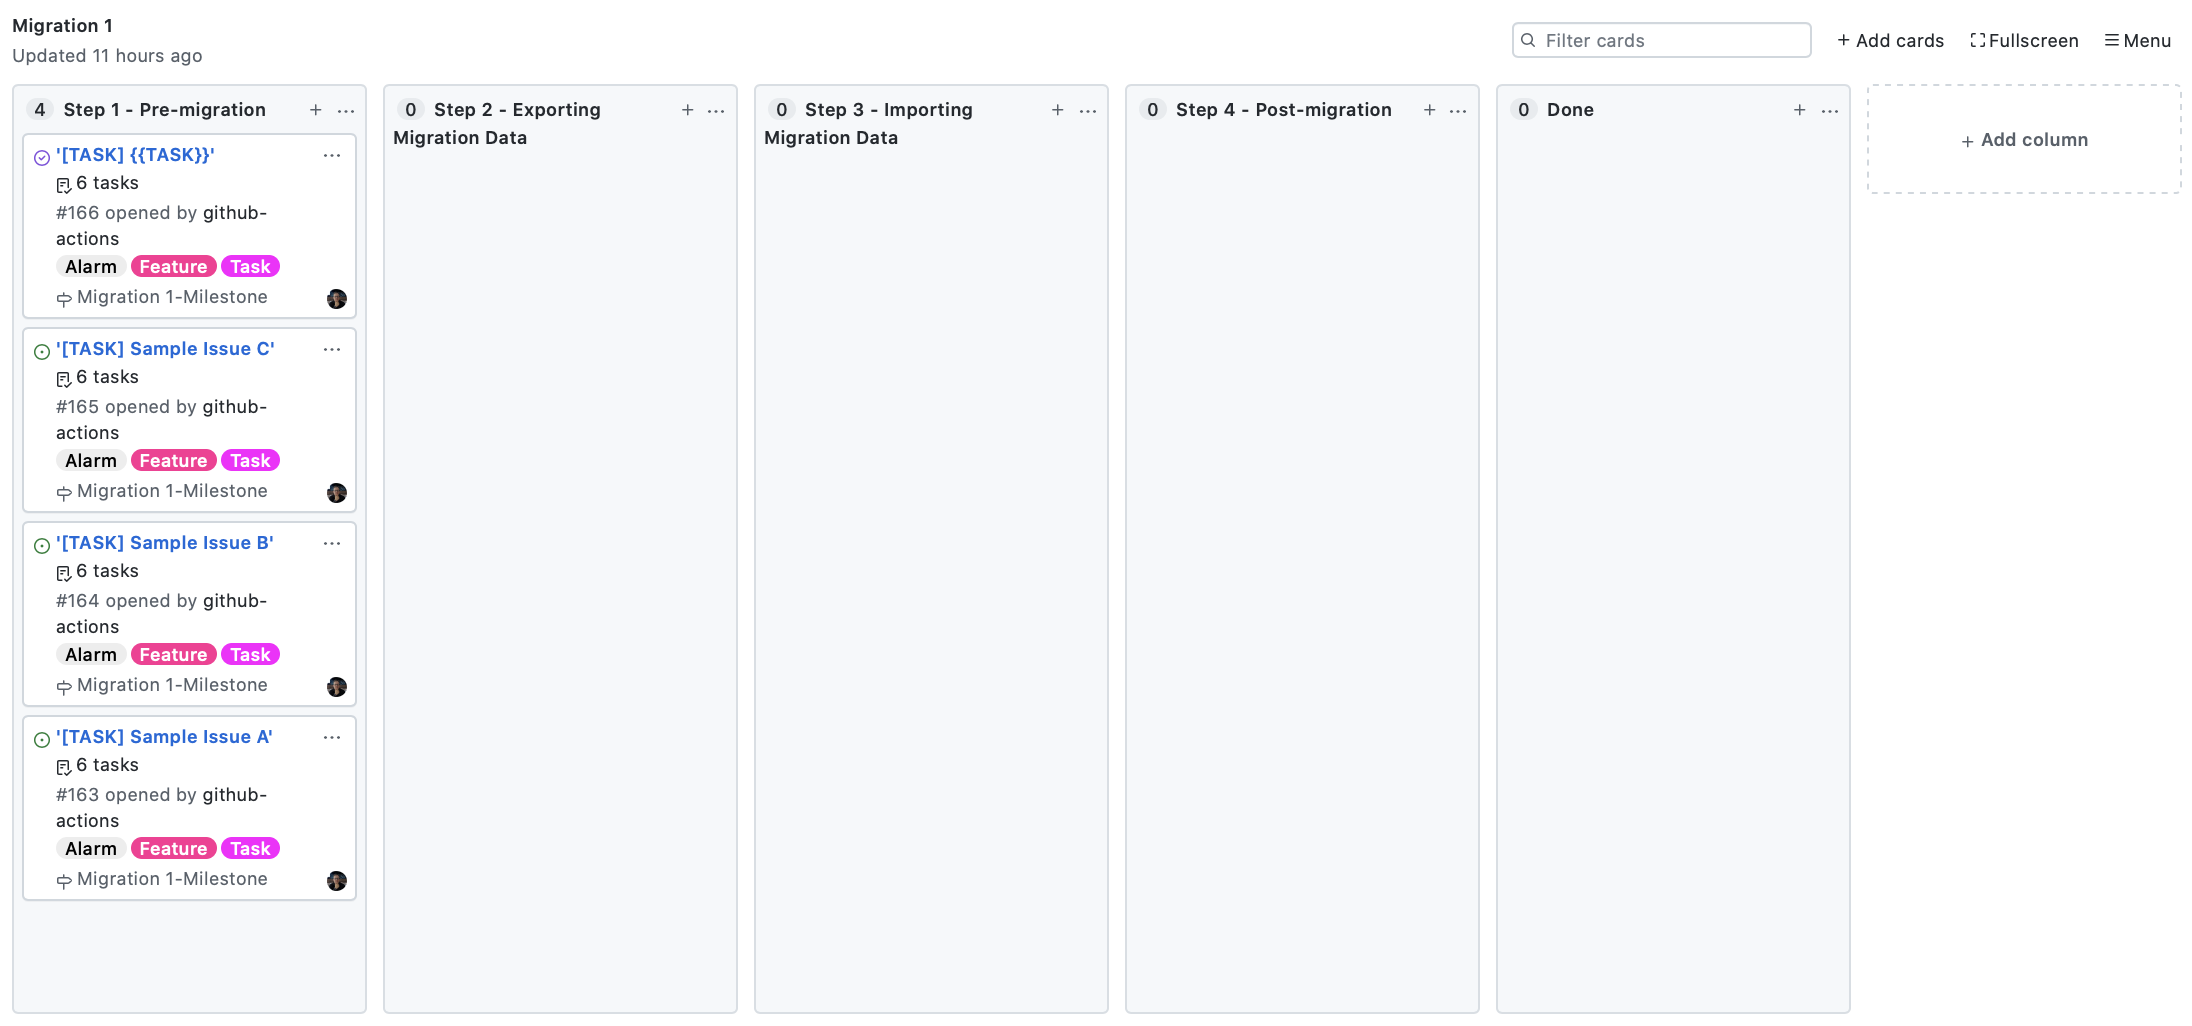 Migration 1
Updated 11 hours ago
Filter cards
+ Add cards
Fullscreen
Menu
4 Step 1 - Pre-migration + ...
'[TASK] {{TASK}}' ...
6 tasks
#166 opened by github-
actions
Alarm Feature Task
Migration 1-Milestone
'[TASK] Sample Issue C' ...
6 tasks
#165 opened by github-
actions
Alarm Feature Task
Migration 1-Milestone
'[TASK] Sample Issue B' ...
6 tasks
#164 opened by github-
actions
Alarm Feature Task
Migration 1-Milestone
'[TASK] Sample Issue A' ...
6 tasks
#163 opened by github-
actions
Alarm Feature Task
Migration 1-Milestone
0 Step 2 - Exporting + ...
Migration Data
0 Step 3 - Importing + ...
Migration Data
0 Step 4 - Post-migration + ...
0 Done + ...
+ Add column